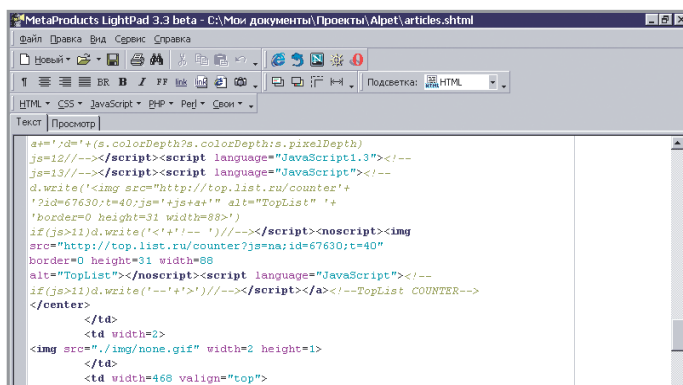 MetaProducts LightPad 3.3 beta - C:\Мои документы\Проекты\Alpet\articles.shtml
Файл Правка Вид Сервис Справка
Новый
¶ BR B I FF link Подсветка: HTML
HTML CSS JavaScript PHP Perl Свои
Текст Просмотр
a+=';d='+(s.colorDepth?s.colorDepth:s.pixelDepth)
js=12//--></script><script language="JavaScript1.3"><!--
js=13//--></script><script language="JavaScript"><!--
d.write('<img src="http://top.list.ru/counter'+
'?id=67630;t=40;js='+js+a+'" alt="TopList" '+
'border=0 height=31 width=88>')
if(js>11)d.write('<'+'!-- ')//--></script><noscript><img
src="http://top.list.ru/counter?js=na;id=67630;t=40"
border=0 height=31 width=88
alt="TopList"></noscript><script language="JavaScript"><!--
if(js>11)d.write('--'+'>')//--></script></a><!--TopList COUNTER-->
</center>
</td>
<td width=2>
<img src="./img/none.gif" width=2 height=1>
</td>
<td width=468 valign="top">